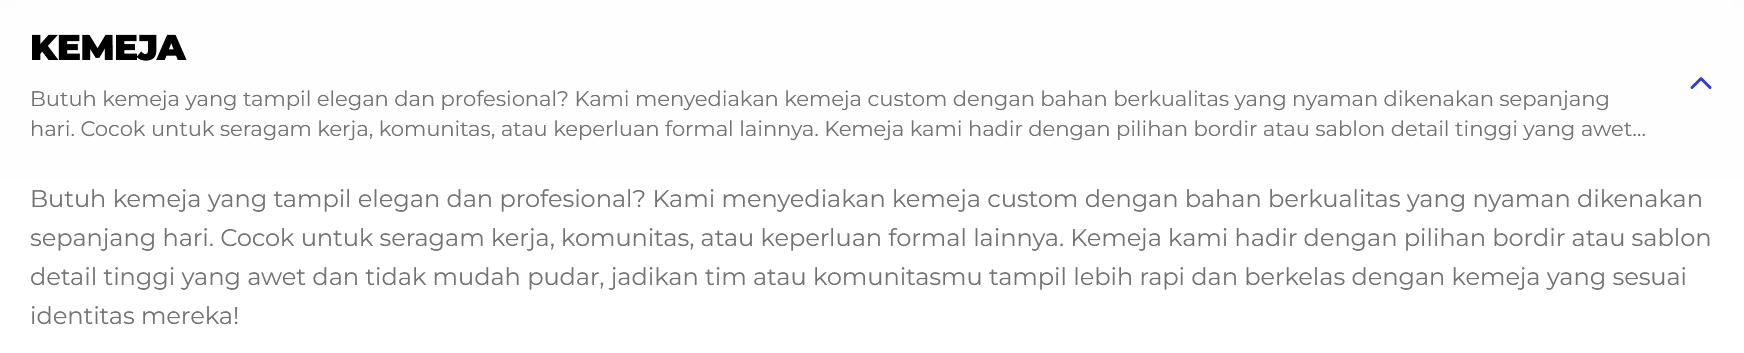 KEMEJA
Butuh kemeja yang tampil elegan dan profesional? Kami menyediakan kemeja custom dengan bahan berkualitas yang nyaman dikenakan sepanjang
hari. Cocok untuk seragam kerja, komunitas, atau keperluan formal lainnya. Kemeja kami hadir dengan pilihan bordir atau sablon detail tinggi yang awet...
Butuh kemeja yang tampil elegan dan profesional? Kami menyediakan kemeja custom dengan bahan berkualitas yang nyaman dikenakan
sepanjang hari. Cocok untuk seragam kerja, komunitas, atau keperluan formal lainnya. Kemeja kami hadir dengan pilihan bordir atau sablon
detail tinggi yang awet dan tidak mudah pudar, jadikan tim atau komunitasmu tampil lebih rapi dan berkelas dengan kemeja yang sesuai
identitas mereka!